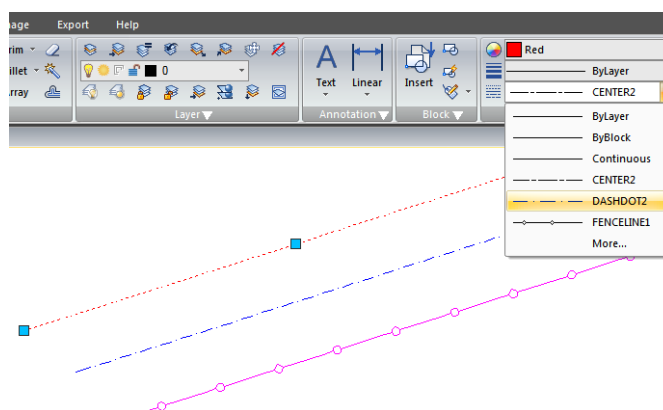 nage Export Help
rim
illet
rray
0
Layer
Text Linear
Annotation
Insert
Block
Red
ByLayer
CENTER2
ByLayer
ByBlock
Continuous
CENTER2
DASHDOT2
FENCELINE1
More...